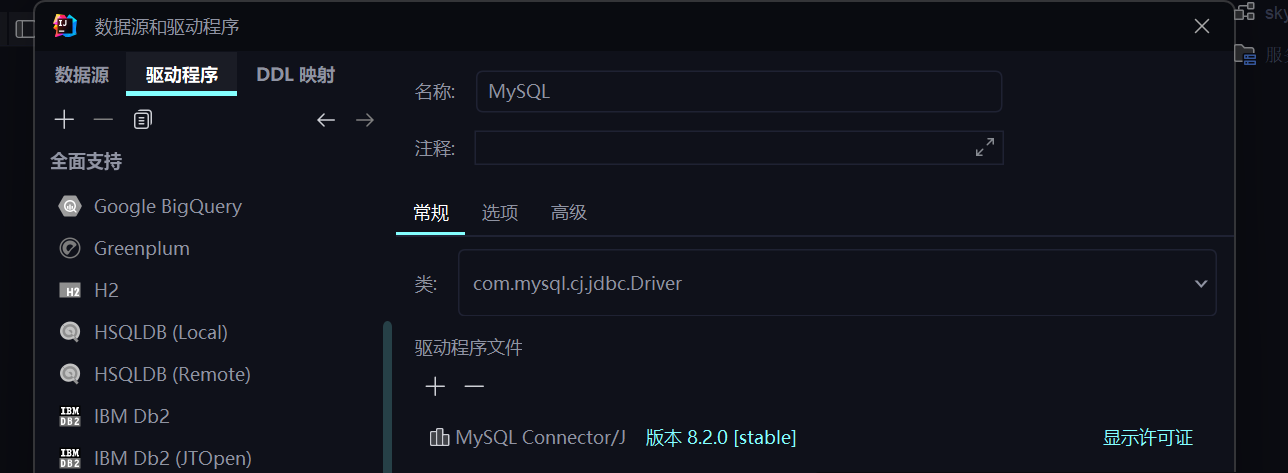 数据源和驱动程序
sky
服务
数据源 驱动程序 DDL 映射
名称: MySQL
注释:
全面支持
Google BigQuery
Greenplum
H2
HSQLDB (Local)
HSQLDB (Remote)
IBM Db2
IBM Db2 (JTOpen)
常规 选项 高级
类: com.mysql.cj.jdbc.Driver
驱动程序文件
MySQL Connector/J 版本 8.2.0 [stable] 显示许可证